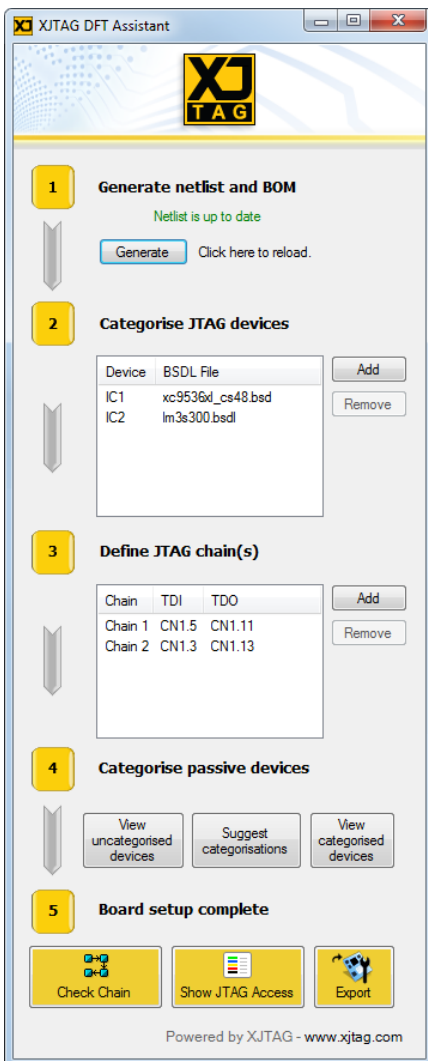 XJTAG DFT Assistant
XJ
TAG
1 Generate netlist and BOM
Netlist is up to date
Generate Click here to reload.
2 Categorise JTAG devices
Device BSDL File
IC1 xc9536xl_cs48.bsd
IC2 lm3s300.bsdl
Add
Remove
3 Define JTAG chain(s)
Chain TDI TDO
Chain 1 CN1.5 CN1.11
Chain 2 CN1.3 CN1.13
Add
Remove
4 Categorise passive devices
View
uncategorised
devices
Suggest
categorisations
View
categorised
devices
5 Board setup complete
Check Chain
Show JTAG Access
Export
Powered by XJTAG - www.xjtag.com